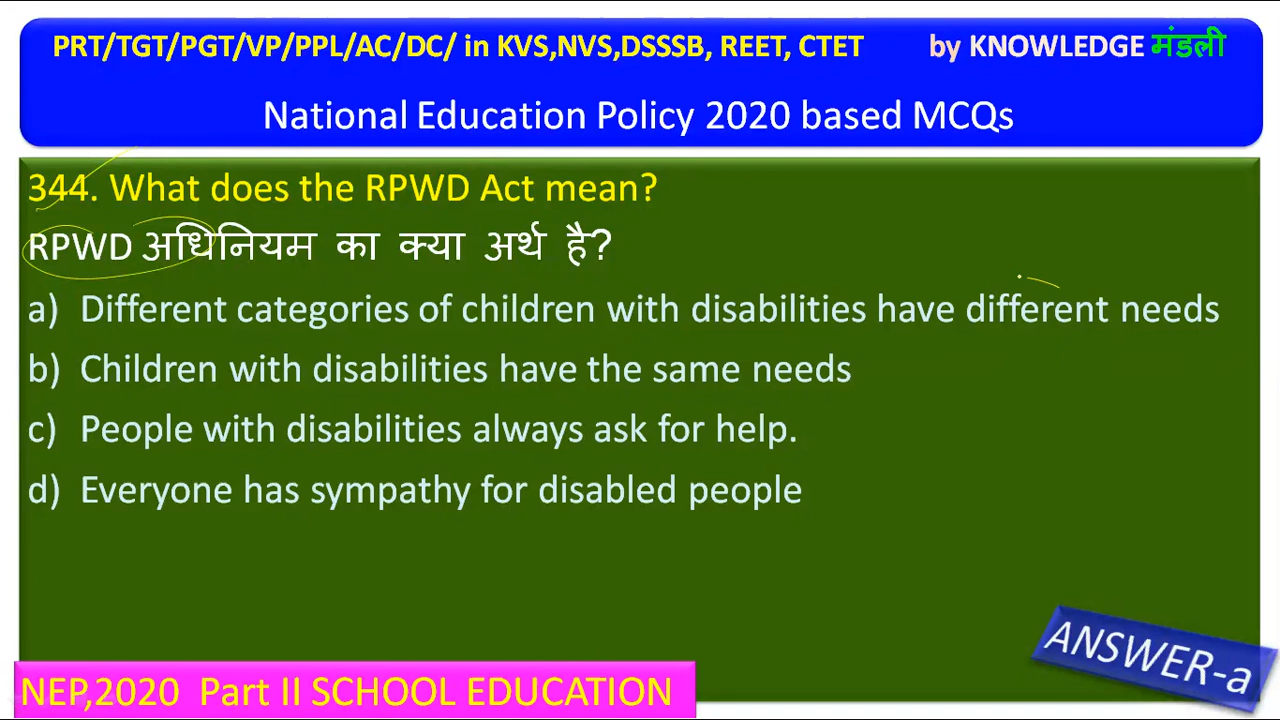 PRT/TGT/PGT/VP/PPL/AC/DC/ in KVS,NVS,DSSSB, REET, CTET by KNOWLEDGE मंडली
National Education Policy 2020 based MCQs
344. What does the RPWD Act mean?
RPWD अधिनियम का क्या अर्थ है?
a) Different categories of children with disabilities have different needs
b) Children with disabilities have the same needs
c) People with disabilities always ask for help.
d) Everyone has sympathy for disabled people
ANSWER-a
NEP,2020 Part II SCHOOL EDUCATION